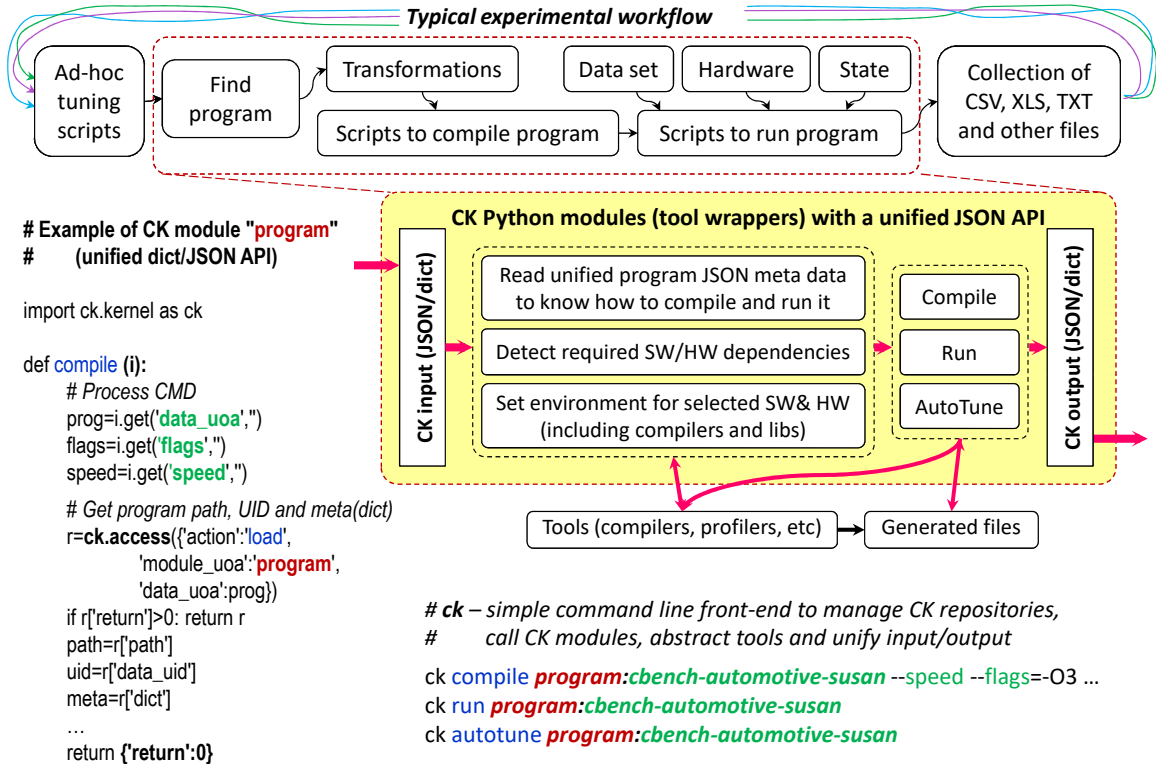 Typical experimental workflow
Ad-hoc
tuning
scripts
Find
program
Transformations
Data set
Hardware
State
Scripts to compile program
Scripts to run program
Collection of
CSV, XLS, TXT
and other files
CK Python modules (tool wrappers) with a unified JSON API
CK input (JSON/dict)
Read unified program JSON meta data
to know how to compile and run it
Detect required SW/HW dependencies
Set environment for selected SW& HW
(including compilers and libs)
Compile
Run
AutoTune
CK output (JSON/dict)
Tools (compilers, profilers, etc)
Generated files
# Example of CK module "program"
# (unified dict/JSON API)
import ck.kernel as ck
def compile (i):
# Process CMD
prog=i.get('data_uoa','')
flags=i.get('flags','')
speed=i.get('speed','')
# Get program path, UID and meta(dict)
r=ck.access({'action':'load',
'module_uoa':'program',
'data_uoa':prog})
if r['return']>0: return r
path=r['path']
uid=r['data_uid']
meta=r['dict']
…
return {'return':0}
# ck – simple command line front-end to manage CK repositories,
# call CK modules, abstract tools and unify input/output
ck compile program:cbench-automotive-susan --speed --flags=-O3 ...
ck run program:cbench-automotive-susan
ck autotune program:cbench-automotive-susan